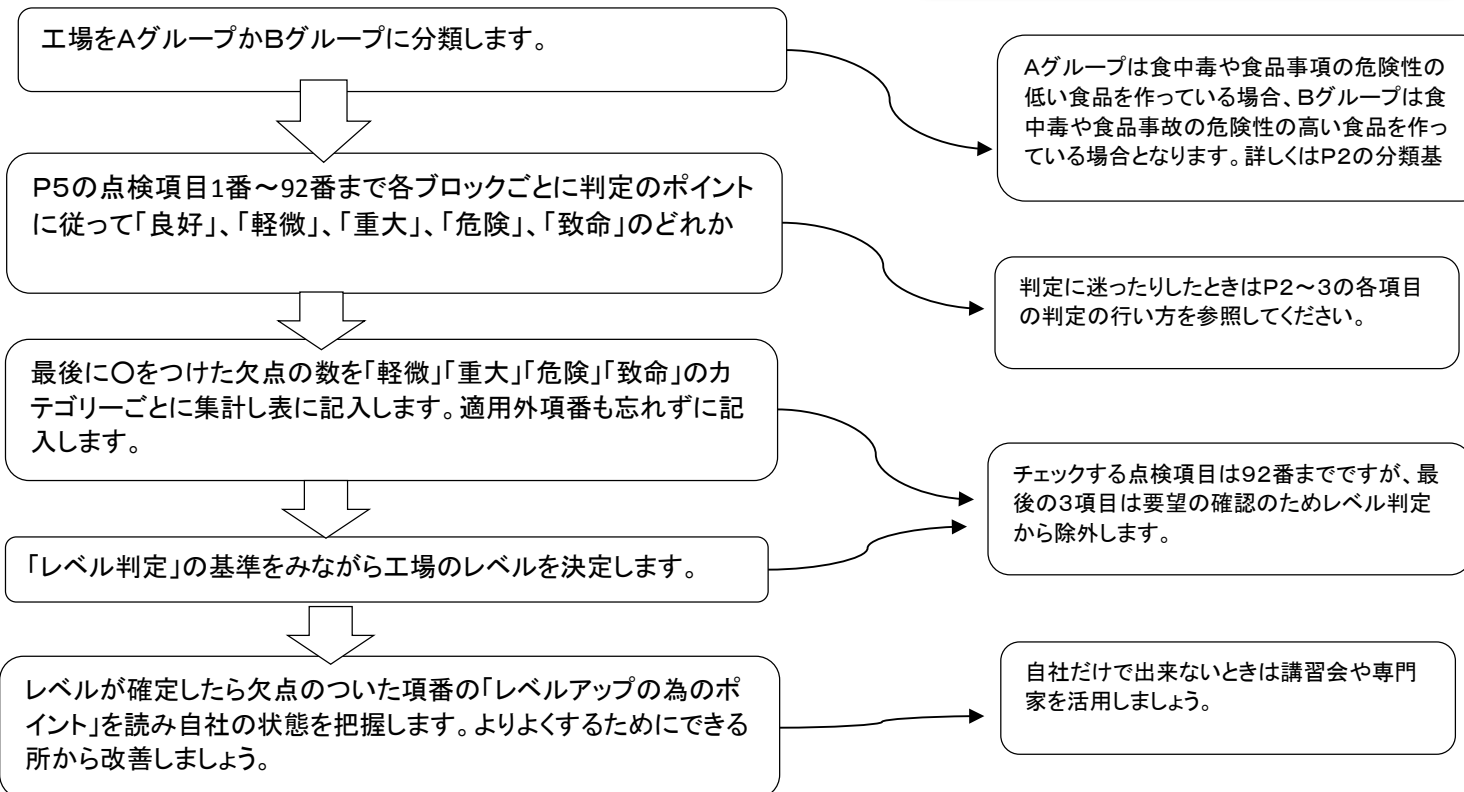 工場をAグループかBグループに分類します。
Aグループは食中毒や食品事項の危険性の
低い食品を作っている場合、Bグループは食
中毒や食品事故の危険性の高い食品を作っ
ている場合となります。詳しくはP2の分類基
P5の点検項目1番～92番まで各ブロックごとに判定のポイント
に従って「良好」、「軽微」、「重大」、「危険」、「致命」のどれか
判定に迷ったりしたときはP2～3の各項目
の判定の行い方を参照してください。
最後に〇をつけた欠点の数を「軽微」「重大」「危険」「致命」のカ
テゴリーごとに集計し表に記入します。適用外項番も忘れずに記
入します。
チェックする点検項目は92番までですが、最
後の3項目は要望の確認のためレベル判定
から除外します。
「レベル判定」の基準をみながら工場のレベルを決定します。
レベルが確定したら欠点のついた項番の「レベルアップの為のポ
イント」を読み自社の状態を把握します。よりよくするためにできる
所から改善しましょう。
自社だけで出来ないときは講習会や専門
家を活用しましょう。